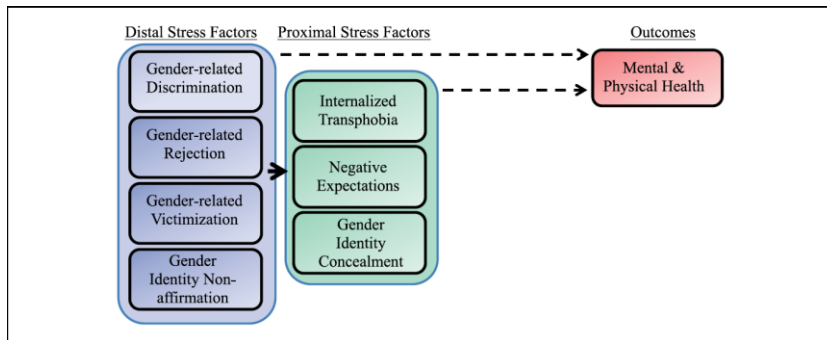 Distal Stress Factors
Proximal Stress Factors
Outcomes
Gender-related
Discrimination
Gender-related
Rejection
Gender-related
Victimization
Gender
Identity Non-
affirmation
Internalized
Transphobia
Negative
Expectations
Gender
Identity
Concealment
Mental &
Physical Health